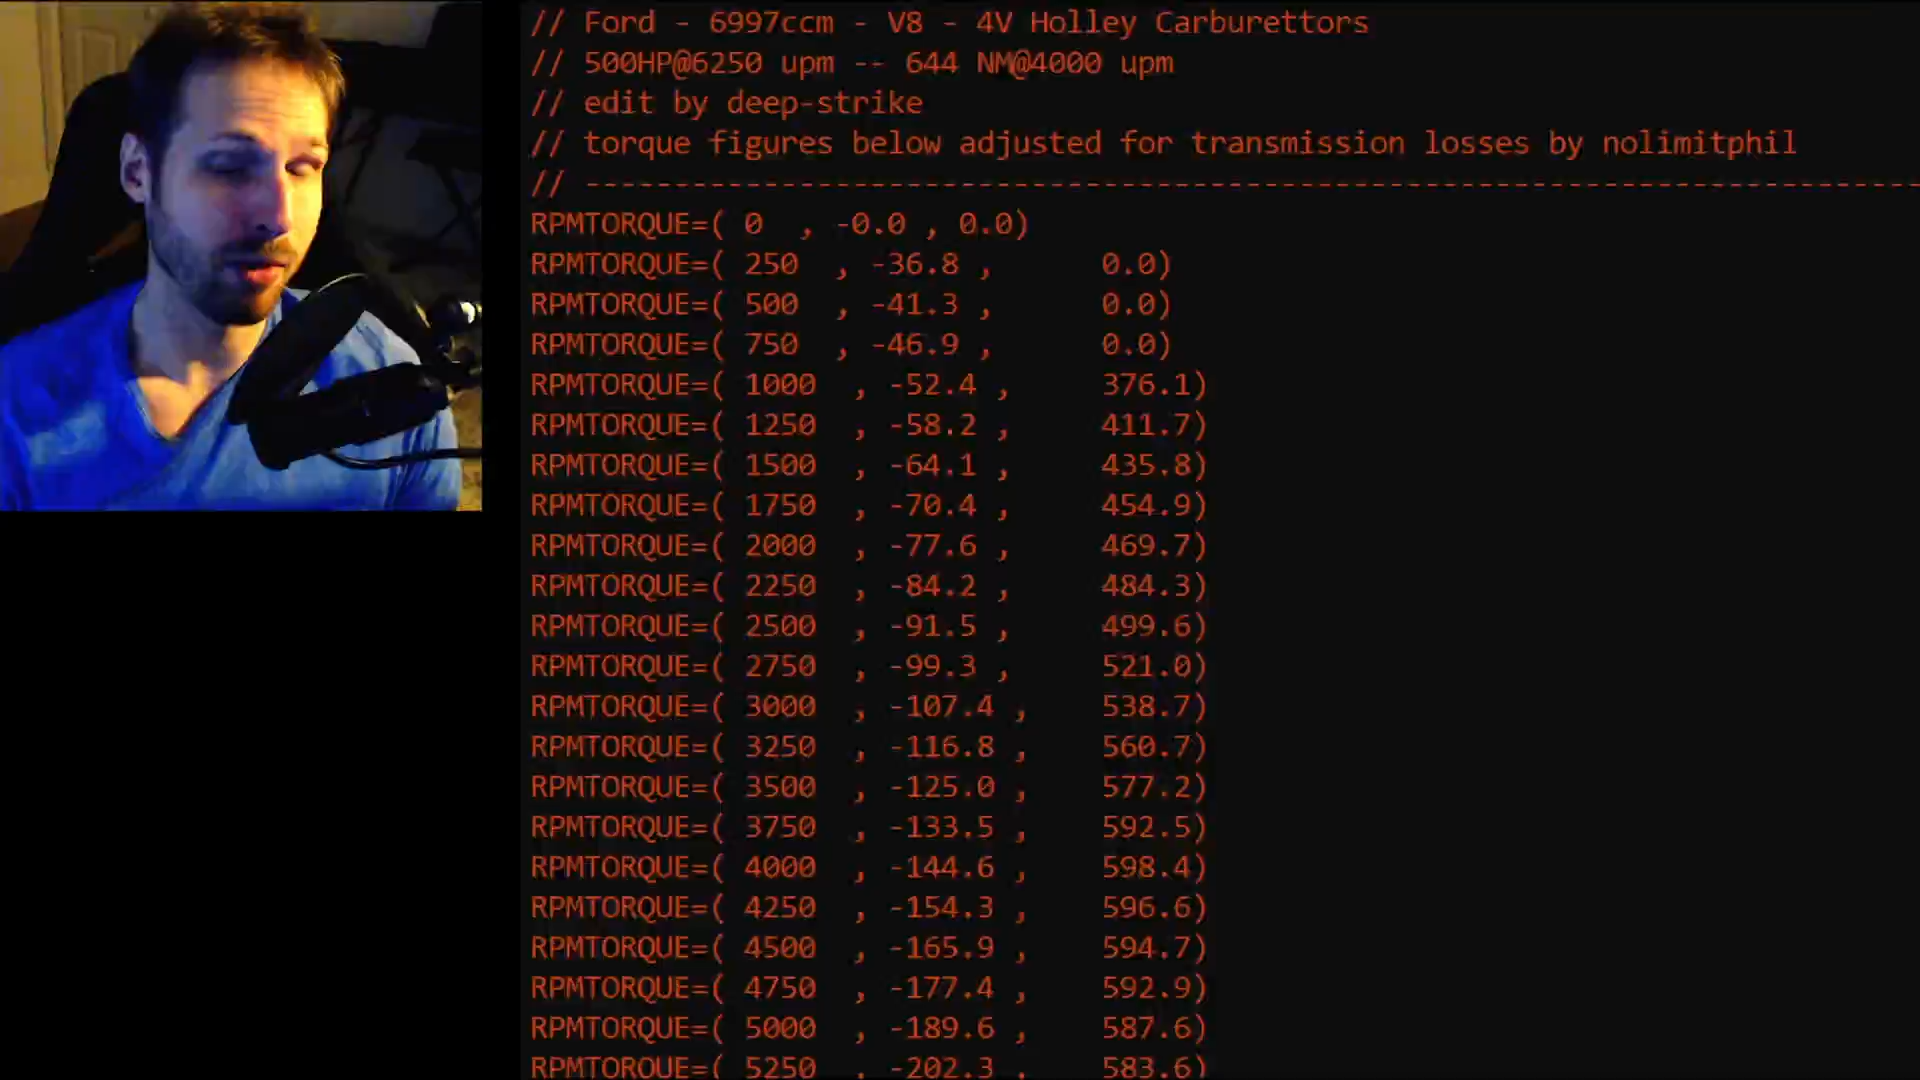 // Ford - 6997ccm - V8 - 4V Holley Carburettors
// 500HP@6250 upm -- 644 NM@4000 upm
// edit by deep-strike
// torque figures below adjusted for transmission losses by nolimitphil
// ---------------------------------------------------------------------------
RPMTORQUE=( 0 , -0.0 , 0.0)
RPMTORQUE=( 250 , -36.8 , 0.0)
RPMTORQUE=( 500 , -41.3 , 0.0)
RPMTORQUE=( 750 , -46.9 , 0.0)
RPMTORQUE=( 1000 , -52.4 , 376.1)
RPMTORQUE=( 1250 , -58.2 , 411.7)
RPMTORQUE=( 1500 , -64.1 , 435.8)
RPMTORQUE=( 1750 , -70.4 , 454.9)
RPMTORQUE=( 2000 , -77.6 , 469.7)
RPMTORQUE=( 2250 , -84.2 , 484.3)
RPMTORQUE=( 2500 , -91.5 , 499.6)
RPMTORQUE=( 2750 , -99.3 , 521.0)
RPMTORQUE=( 3000 , -107.4 , 538.7)
RPMTORQUE=( 3250 , -116.8 , 560.7)
RPMTORQUE=( 3500 , -125.0 , 577.2)
RPMTORQUE=( 3750 , -133.5 , 592.5)
RPMTORQUE=( 4000 , -144.6 , 598.4)
RPMTORQUE=( 4250 , -154.3 , 596.6)
RPMTORQUE=( 4500 , -165.9 , 594.7)
RPMTORQUE=( 4750 , -177.4 , 592.9)
RPMTORQUE=( 5000 , -189.6 , 587.6)
RPMTORQUE=( 5250 , -202.3 , 583.6)